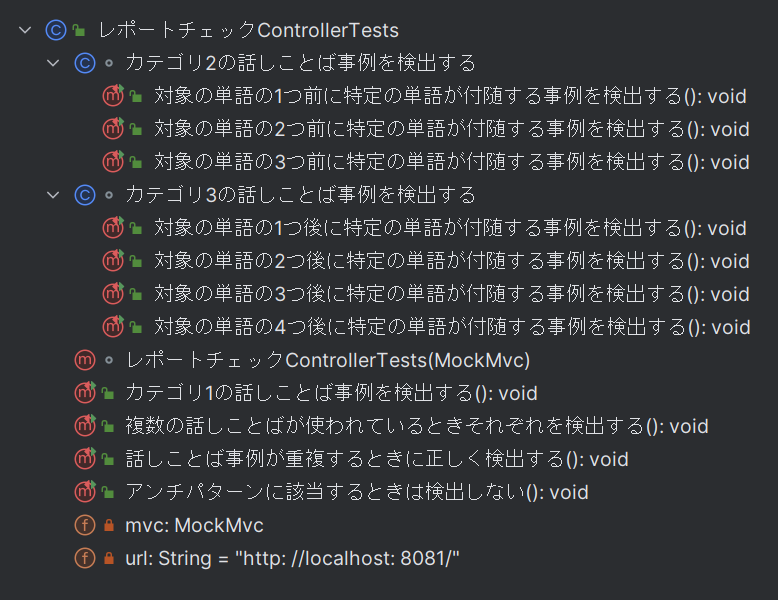 レポートチェックControllerTests
カテゴリ2の話しことば事例を検出する
対象の単語の1つ前に特定の単語が付随する事例を検出する(): void
対象の単語の2つ前に特定の単語が付随する事例を検出する(): void
対象の単語の3つ前に特定の単語が付随する事例を検出する(): void
カテゴリ3の話しことば事例を検出する
対象の単語の1つ後に特定の単語が付随する事例を検出する(): void
対象の単語の2つ後に特定の単語が付随する事例を検出する(): void
対象の単語の3つ後に特定の単語が付随する事例を検出する(): void
対象の単語の4つ後に特定の単語が付随する事例を検出する(): void
レポートチェックControllerTests(MockMvc)
カテゴリ1の話しことば事例を検出する(): void
複数の話しことばが使われているときそれぞれを検出する(): void
話しことば事例が重複するときに正しく検出する(): void
アンチパターンに該当するときは検出しない(): void
mvc: MockMvc
url: String = "http: //localhost: 8081/"